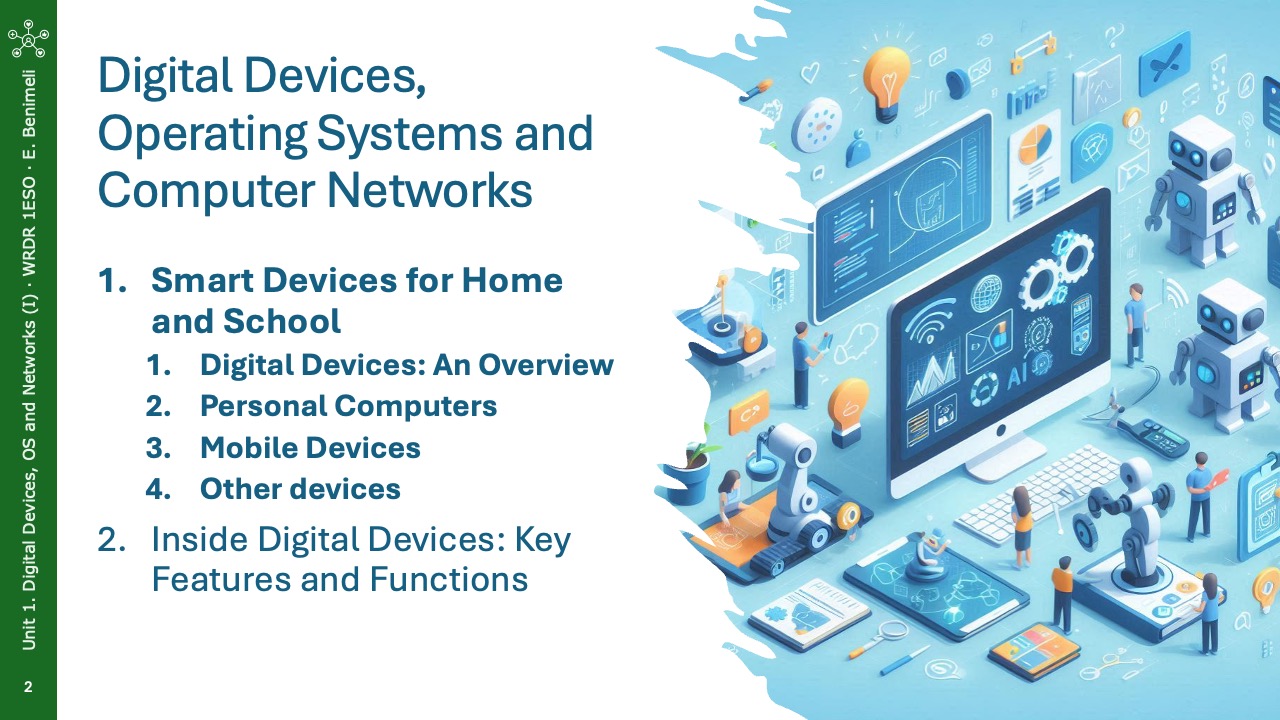 Digital Devices,
Operating Systems and
Computer Networks
1. Smart Devices for Home
and School
1. Digital Devices: An Overview
2. Personal Computers
3. Mobile Devices
4. Other devices
2. Inside Digital Devices: Key
Features and Functions
Unit 1. Digital Devices, OS and Networks (I) · WRDR 1ESO · E. Benimeli
2
AI